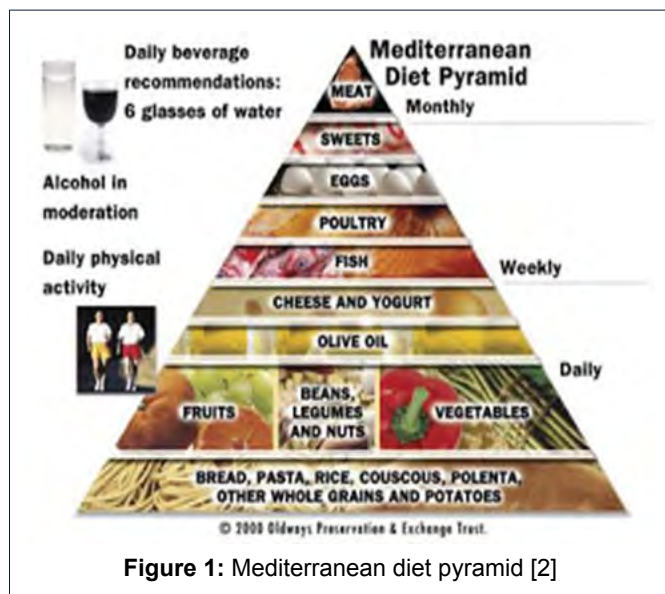 Daily beverage
recommendations:
6 glasses of water
Alcohol in
moderation
Daily physical
activity
Mediterranean
Diet Pyramid
MEAT
Monthly
SWEETS
EGGS
POULTRY
FISH
Weekly
CHEESE AND YOGURT
OLIVE OIL
Daily
FRUITS
BEANS,
LEGUMES
AND NUTS
VEGETABLES
BREAD, PASTA, RICE, COUSCOUS, POLENTA,
OTHER WHOLE GRAINS AND POTATOES
© 2000 Oldways Preservation & Exchange Trust.
Figure 1: Mediterranean diet pyramid [2]